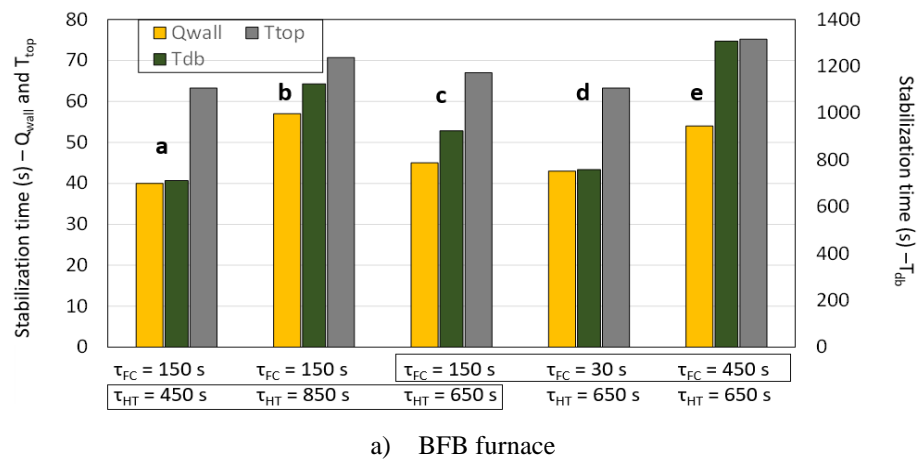 Stabilization time (s) – Qwall and Ttop
80
70
60
50
40
30
20
10
0
Qwall
Ttop
Tdb
a
b
c
d
e
1400
1200
1000
800
600
400
200
0
Stabilization time (s) –Tdb
τFC = 150 s
τFC = 150 s
τFC = 150 s
τFC = 30 s
τFC = 450 s
τHT = 450 s
τHT = 850 s
τHT = 650 s
τHT = 650 s
τHT = 650 s
a) BFB furnace